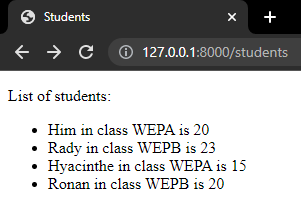 Students
127.0.0.1:8000/students
List of students:
Him in class WEPA is 20
Rady in class WEPB is 23
Hyacinthe in class WEPA is 15
Ronan in class WEPB is 20